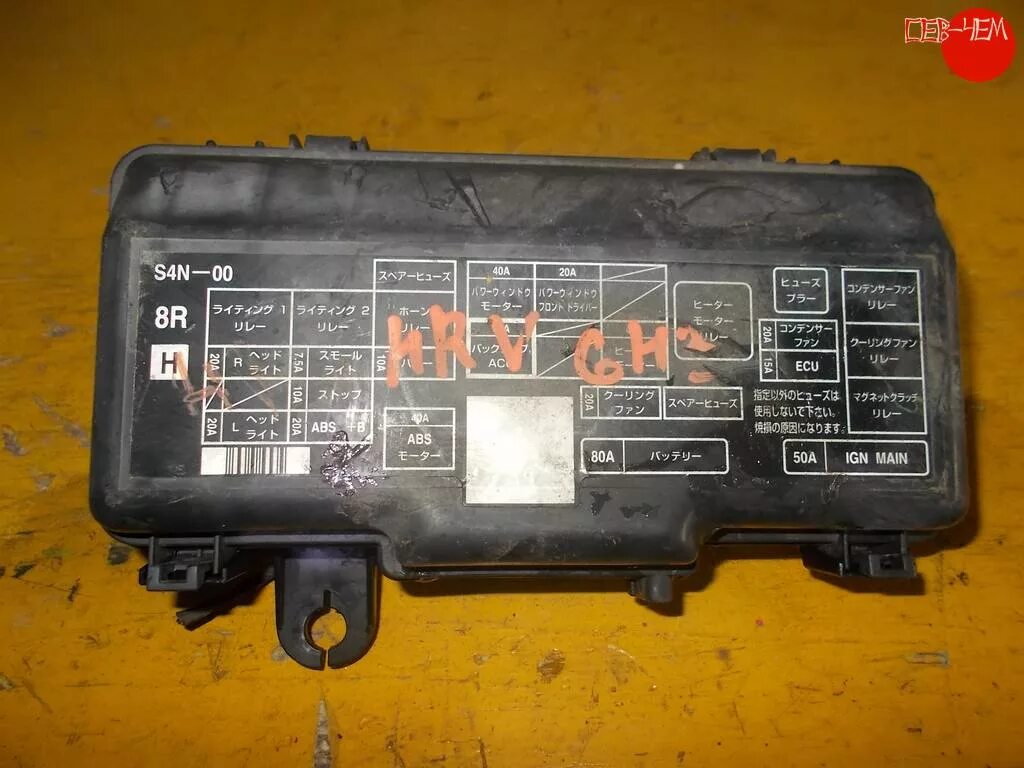 ПЕВ-ЧЕМ
S4N-00
8R
H
ライティング 1
リレー
ライティング 2
リレー
スペアーヒューズ
ホーン
リレー
20A
R ヘッド
ライト
7.5A
スモール
ライト
10A
10A
ストップ
20A
L ヘッド
ライト
20A
ABS +B
40A
ABS
モーター
40A
パワーウィンドウ
モーター
20A
パワーウィンドウ
フロント ドライバー
HRV GH2
ヒーター
モーター
リレー
20A
クーリング
ファン
スペアーヒューズ
80A
バッテリー
ヒューズ
プラー
20A
コンデンサー
ファン
15A
ECU
指定以外のヒューズは
使用しないで下さい。
焼損の原因になります。
50A
IGN MAIN
コンデンサーファン
リレー
クーリングファン
リレー
マグネットクラッチ
リレー